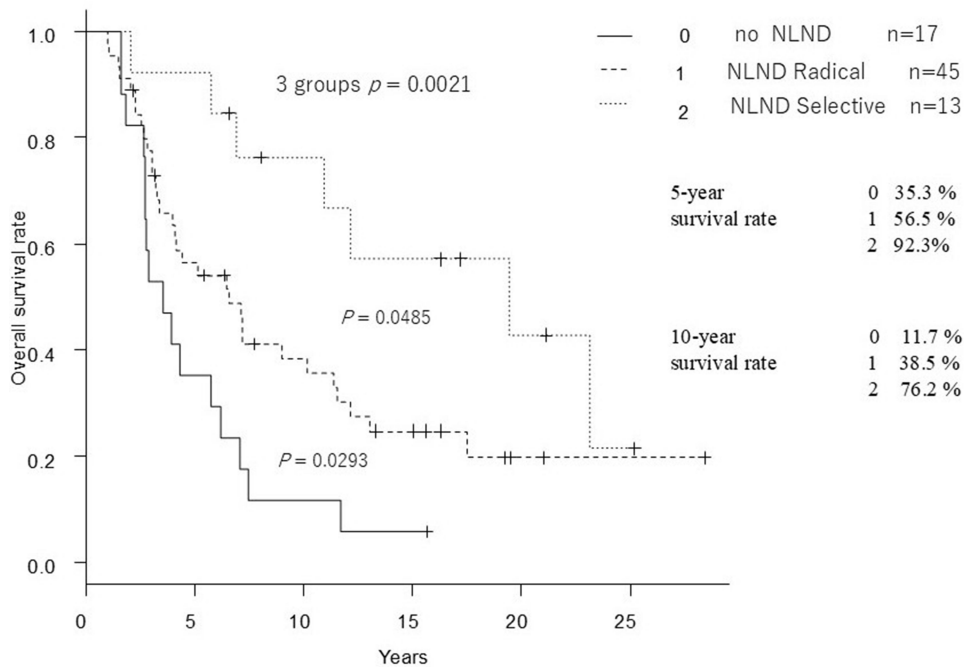 0 no NLND n=17
1 NLND Radical n=45
2 NLND Selective n=13
3 groups p = 0.0021
5-year 0 35.3 %
survival rate 1 56.5 %
2 92.3%
P = 0.0485
10-year 0 11.7 %
survival rate 1 38.5 %
2 76.2 %
P = 0.0293
Overall survival rate
1.0
0.8
0.6
0.4
0.2
0.0
0 5 10 15 20 25
Years